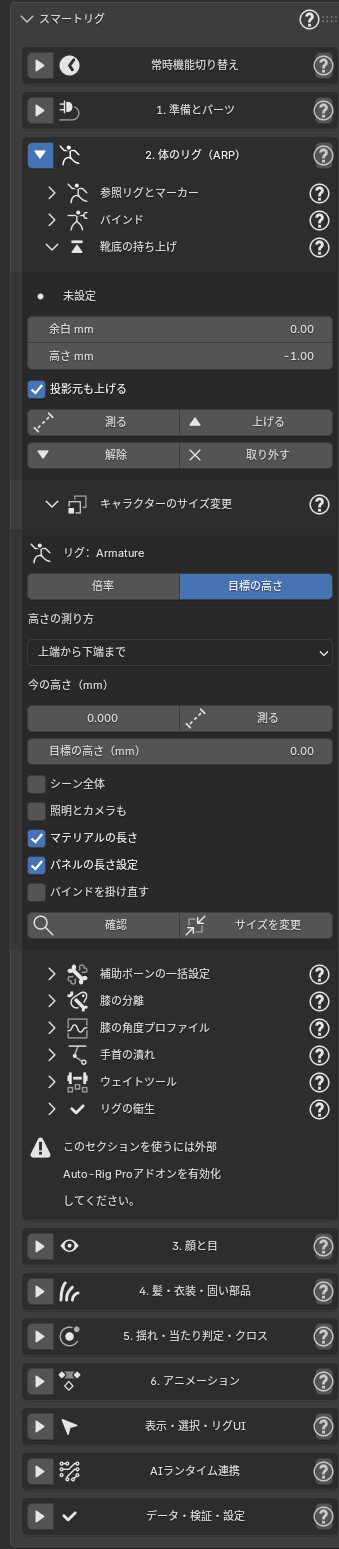 スマートリグ
常時機能切り替え
1. 準備とパーツ
2. 体のリグ（ARP）
参照リグとマーカー
バインド
靴底の持ち上げ
未設定
余白 mm 0.00
高さ mm -1.00
投影元も上げる
測る 上げる
解除 取り外す
キャラクターのサイズ変更
リグ: Armature
倍率 目標の高さ
高さの測り方
上端から下端まで
今の高さ（mm）
0.000 測る
目標の高さ（mm） 0.00
シーン全体
照明とカメラも
マテリアルの長さ
パネルの長さ設定
バインドを掛け直す
確認 サイズを変更
補助ボーンの一括設定
膝の分離
膝の角度プロファイル
手首の潰れ
ウェイトツール
リグの衛生
このセクションを使うには外部
Auto-Rig Proアドオンを有効化
してください。
3. 顔と目
4. 髪・衣装・固い部品
5. 揺れ・当たり判定・クロス
6. アニメーション
表示・選択・リグUI
AIランタイム連携
データ・検証・設定